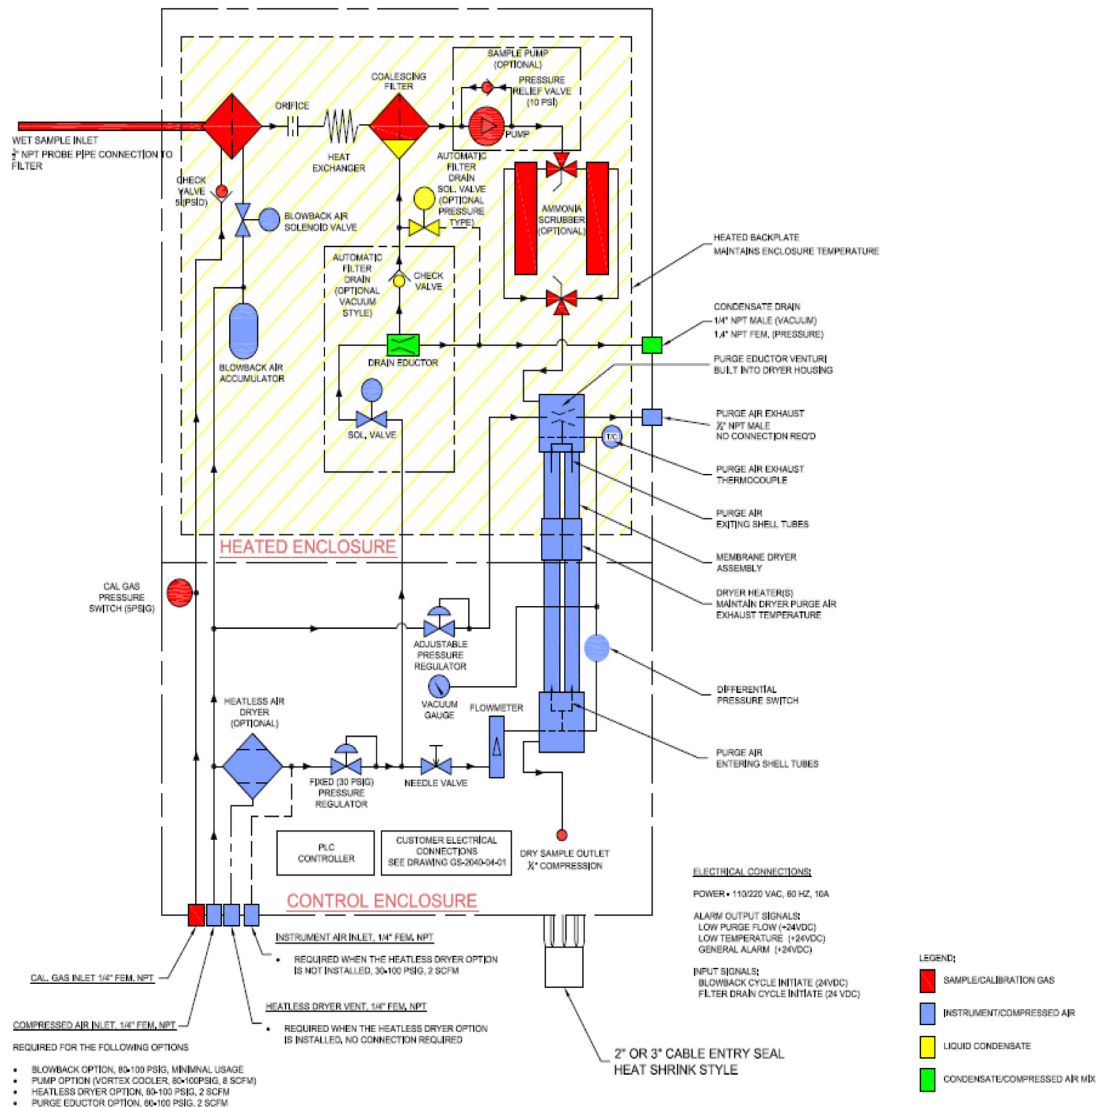 SAMPLE PUMP
(OPTIONAL)
COALESCING
FILTER
PRESSURE
RELIEF VALVE
(10 PSI)
ORIFICE
PUMP
WET SAMPLE INLET
NPT PROBE PIPE CONNECTION TO
FILTER
HEAT
EXCHANGER
AUTOMATIC
FILTER
DRAIN
SOL. VALVE
(OPTIONAL
PRESSURE
TYPE)
CHECK
VALVE
5(PSID)
BLOWBACK AIR
SOLENOID VALVE
AMMONIA
SCRUBBER
(OPTIONAL)
HEATED BACKPLATE
MAINTAINS ENCLOSURE TEMPERATURE
AUTOMATIC
FILTER
DRAIN
(OPTIONAL
VACUUM
STYLE)
CHECK
VALVE
CONDENSATE DRAIN
1/4" NPT MALE (VACUUM)
1.4" NPT FEM. (PRESSURE)
BLOWBACK AIR
ACCUMULATOR
DRAIN EDUCTOR
PURGE EDUCTOR VENTURI
BUILT INTO DRYER HOUSING
SOL. VALVE
PURGE AIR EXHAUST
NPT MALE
NO CONNECTION REQ'D
T/C
PURGE AIR EXHAUST
THERMOCOUPLE
PURGE AIR
EXITING SHELL TUBES
HEATED ENCLOSURE
MEMBRANE DRYER
ASSEMBLY
CAL GAS
PRESSURE
SWITCH (5PSIG)
DRYER HEATER(S)
MAINTAIN DRYER PURGE AIR
EXHAUST TEMPERATURE
ADJUSTABLE
PRESSURE
REGULATOR
HEATLESS AIR
DRYER
(OPTIONAL)
VACUUM
GAUGE
FLOWMETER
DIFFERENTIAL
PRESSURE SWITCH
PURGE AIR
ENTERING SHELL TUBES
FIXED (30 PSIG)
PRESSURE
REGULATOR
NEEDLE VALVE
PLC
CONTROLLER
CUSTOMER ELECTRICAL
CONNECTIONS
SEE DRAWING GS-2040-04-01
DRY SAMPLE OUTLET
COMPRESSION
CONTROL ENCLOSURE
ELECTRICAL CONNECTIONS:
POWER - 110/220 VAC, 60 HZ, 10A
ALARM OUTPUT SIGNALS:
LOW PURGE FLOW (+24VDC)
LOW TEMPERATURE (+24VDC)
GENERAL ALARM (+24VDC)
INPUT SIGNALS:
BLOWBACK CYCLE INITIATE (24VDC)
FILTER DRAIN CYCLE INITIATE (24 VDC)
INSTRUMENT AIR INLET, 1/4" FEM, NPT
• REQUIRED WHEN THE HEATLESS DRYER OPTION
IS NOT INSTALLED, 30-100 PSIG, 2 SCFM
CAL. GAS INLET 1/4" FEM. NPT
HEATLESS DRYER VENT, 1/4" FEM, NPT
• REQUIRED WHEN THE HEATLESS DRYER OPTION
IS INSTALLED, NO CONNECTION REQUIRED
COMPRESSED AIR INLET, 1/4" FEM, NPT
REQUIRED FOR THE FOLLOWING OPTIONS
• BLOWBACK OPTION, 80-100 PSIG, MINIMNAL USAGE
• PUMP OPTION (VORTEX COOLER, 80-100PSIG, 8 SCFM)
• HEATLESS DRYER OPTION, 60-100 PSIG, 2 SCFM
• PURGE EDUCTOR OPTION, 60-100 PSIG, 2 SCFM
2" OR 3" CABLE ENTRY SEAL
HEAT SHRINK STYLE
LEGEND:
SAMPLE/CALIBRATION GAS
INSTRUMENT/COMPRESSED AIR
LIQUID CONDENSATE
CONDENSATE/COMPRESSED AIR MIX